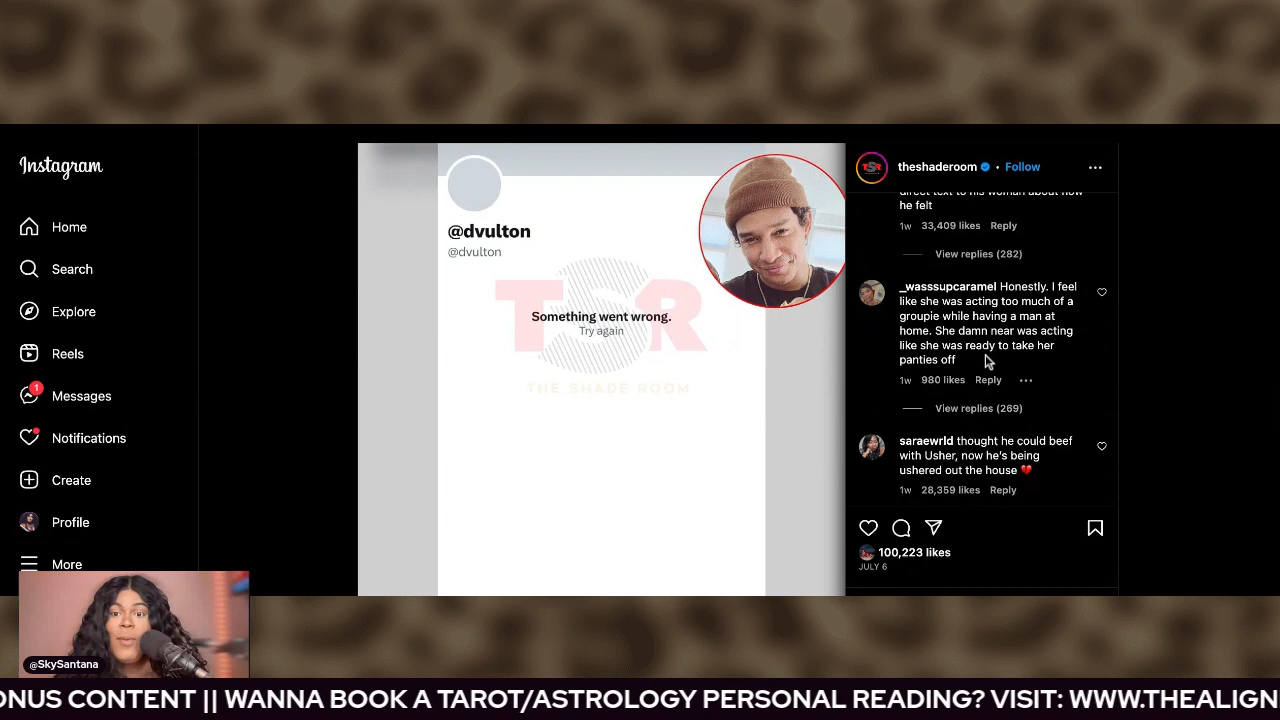 Instagram
Home
Search
Explore
Reels
1
Messages
Notifications
Create
Profile
More
@dvulton
@dvulton
TSR
Something went wrong.
Try again
THE SHADE ROOM
TSR
theshaderoom • Follow
direct text to his woman about how
he felt
1w 33,409 likes Reply
View replies (282)
_wasssupcaramel Honestly. I feel
like she was acting too much of a
groupie while having a man at
home. She damn near was acting
like she was ready to take her
panties off
1w 980 likes Reply
View replies (269)
saraewrld thought he could beef
with Usher, now he's being
ushered out the house 💔
1w 28,359 likes Reply
100,223 likes
JULY 6
@SkySantana
ONUS CONTENT || WANNA BOOK A TAROT/ASTROLOGY PERSONAL READING? VISIT: WWW.THEALIGN